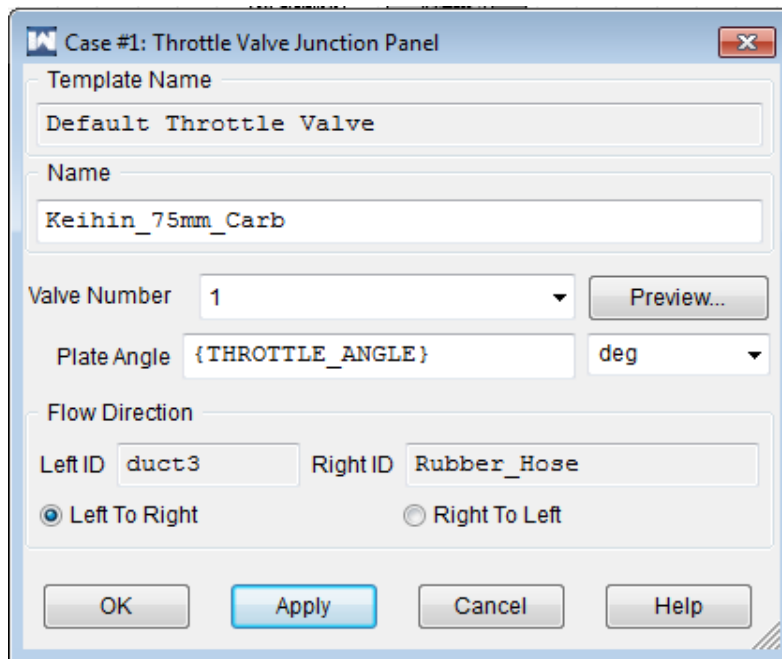 Case #1: Throttle Valve Junction Panel
Template Name
Default Throttle Valve
Name
Keihin_75mm_Carb
Valve Number 1 Preview...
Plate Angle {THROTTLE_ANGLE} deg
Flow Direction
Left ID duct3 Right ID Rubber_Hose
Left To Right Right To Left
OK Apply Cancel Help